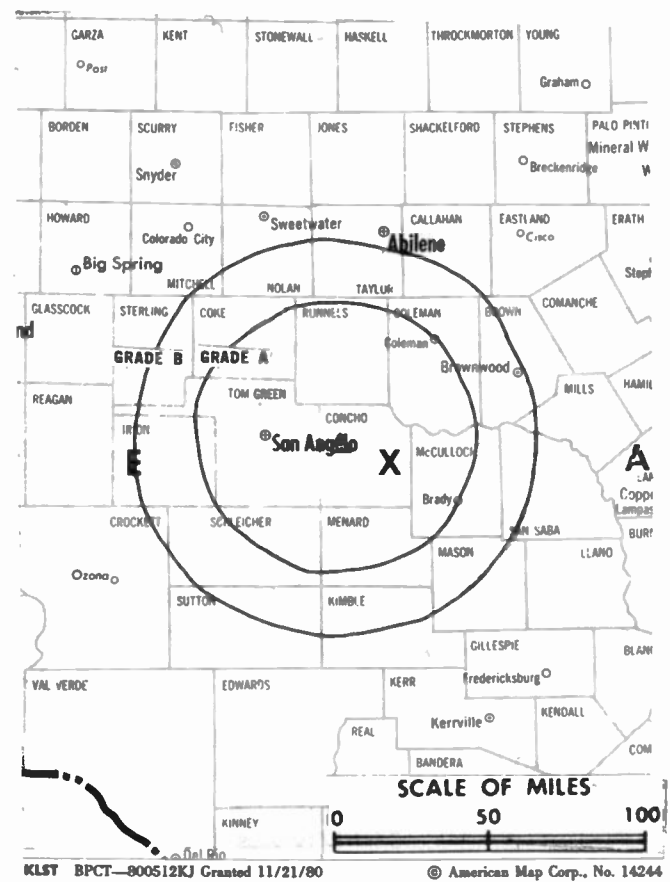 GARZA KENT STONEWALL HASKELL THROCKMORTON YOUNG
Post
Graham
BORDEN SCURRY FISHER JONES SHACKELFORD STEPHENS PALO PINTO
Mineral W
Snyder Breckenridge W
HOWARD CALLAHAN EASTLAND ERATH
Sweetwater
Colorado City Abilene Cisco
Big Spring
Steph
MITCHELL NOLAN TAYLOR
GLASSCOCK STERLING COKE RUNNELS COLEMAN BROWN COMANCHE
nd
Coleman
GRADE B GRADE A
Brownwood
REAGAN TOM GREEN MILLS HAMIL
CONCHO
IRION San Angelo
McCULLOCH
E X A
LAM
Coppe
Brady Lampas
CROCKETT SCHLEICHER MENARD SAN SABA BURN
MASON LLANO
Ozona
SUTTON KIMBLE
GILLESPIE BLANC
VAL VERDE EDWARDS KERR Fredericksburg
KENDALL
REAL Kerrville
COM
BANDERA
SCALE OF MILES
KINNEY 0 50 100
Del Rio
KLST BPCT—800512KJ Granted 11/21/80 © American Map Corp., No. 14244